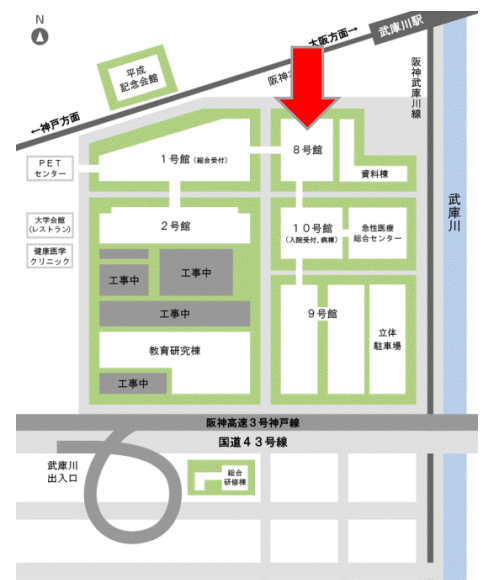 N
武庫川駅
大阪方面→
阪神
平成
記念会館
阪神武庫川線
←神戸方面
8号館
1号館（総合受付）
PET
センター
資料棟
武庫川
大学会館
(レストラン)
2号館
10号館
(入院受付、病棟)
急性医療
総合センター
健康医学
クリニック
工事中
工事中
工事中
9号館
立体
駐車場
教育研究棟
工事中
阪神高速3号神戸線
国道43号線
武庫川
出入口
総合
研修棟